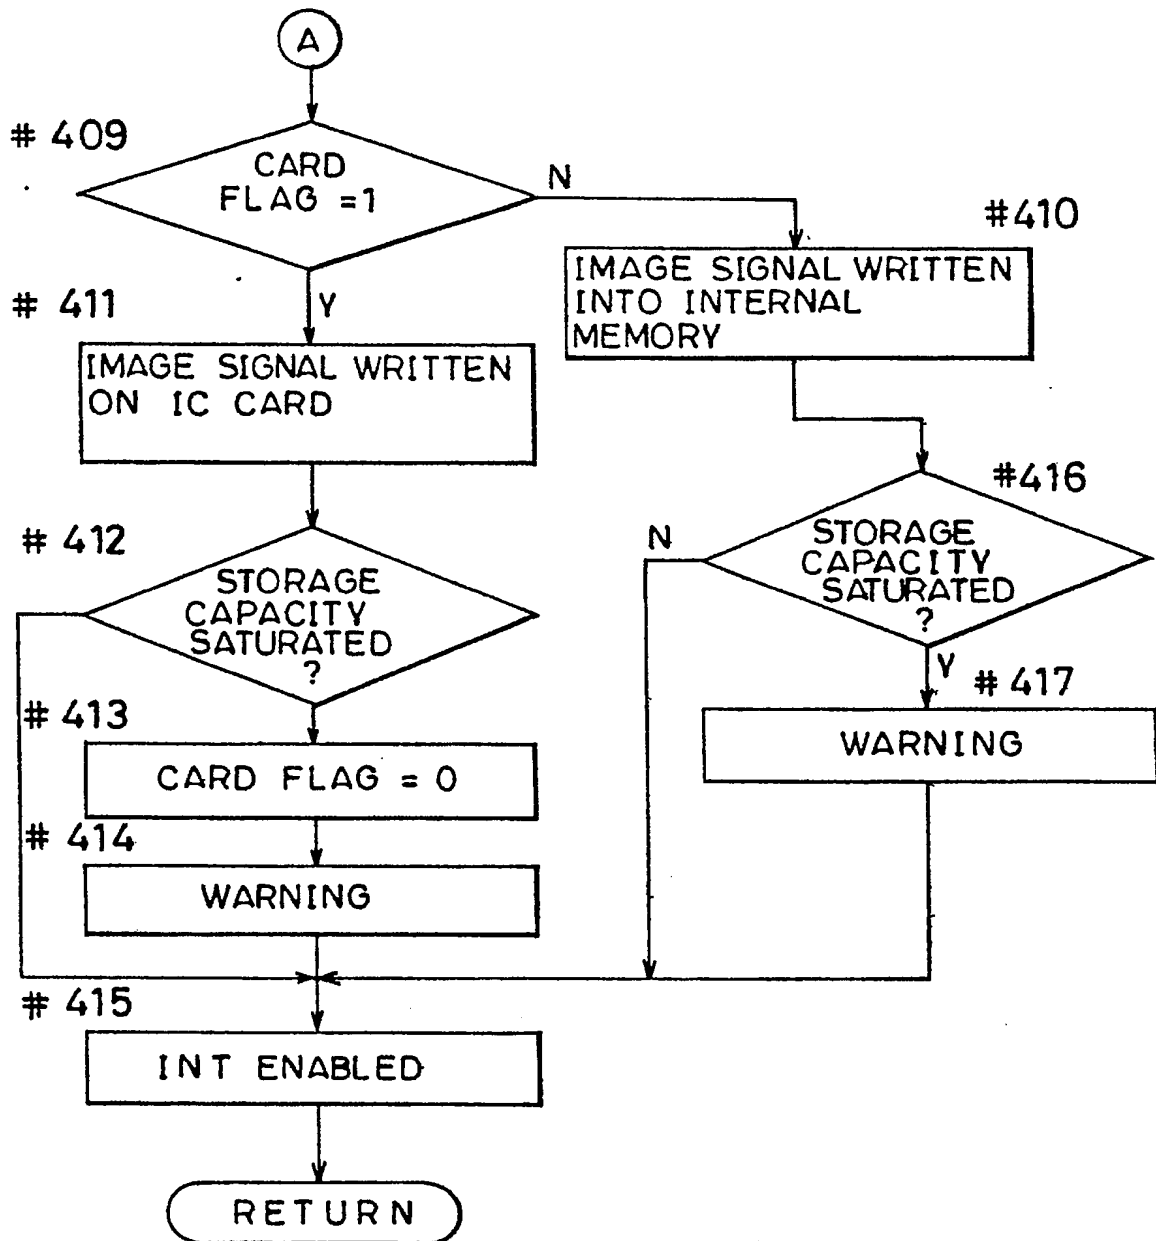 A
# 409
CARD
FLAG = 1
N
#410
IMAGE SIGNAL WRITTEN
INTO INTERNAL
MEMORY
# 411
Y
IMAGE SIGNAL WRITTEN
ON IC CARD
#416
STORAGE
CAPACITY
SATURATED
?
N
Y
# 412
STORAGE
CAPACITY
SATURATED
?
# 417
WARNING
# 413
CARD FLAG = 0
# 414
WARNING
# 415
INT ENABLED
RETURN